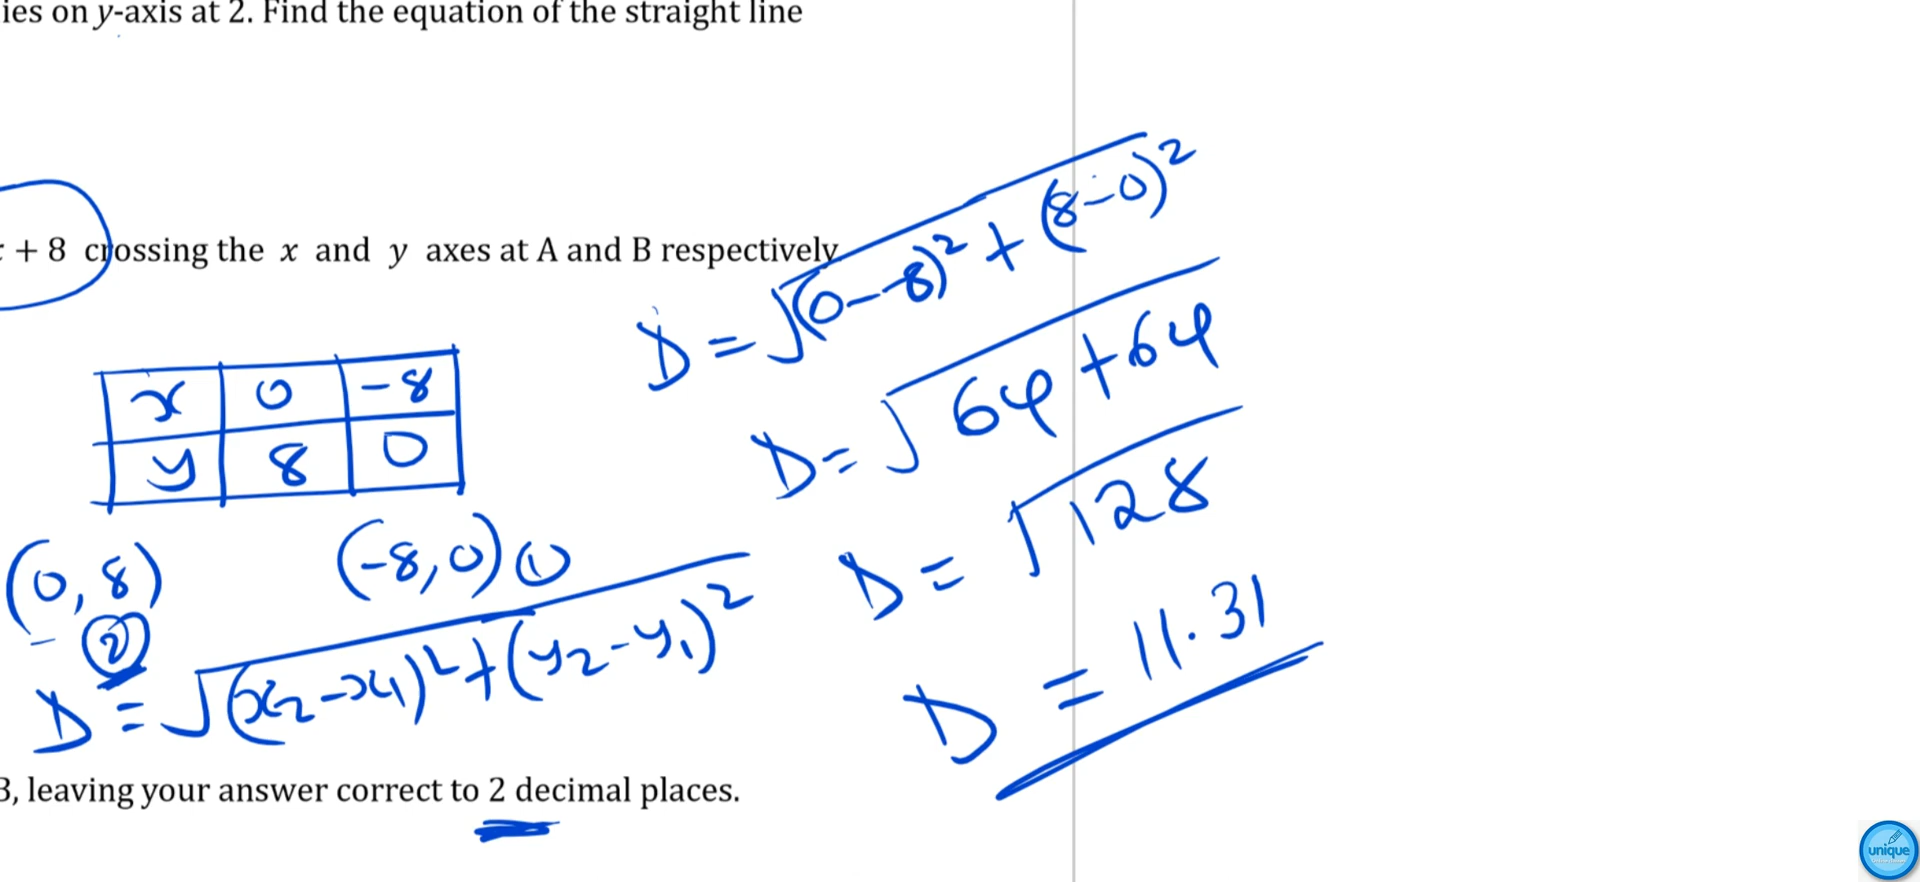 ies on y-axis at 2. Find the equation of the straight line
+ 8 crossing the x and y axes at A and B respectively
D = √(0--8)² + (8-0)²
x 0 -8
y 8 0
D = √64 + 64
(0, 8) (-8, 0) ①
②
D = √128
D = √(x₂-x₁)² + (y₂-y₁)²
D = 11.31
3, leaving your answer correct to 2 decimal places.
unique